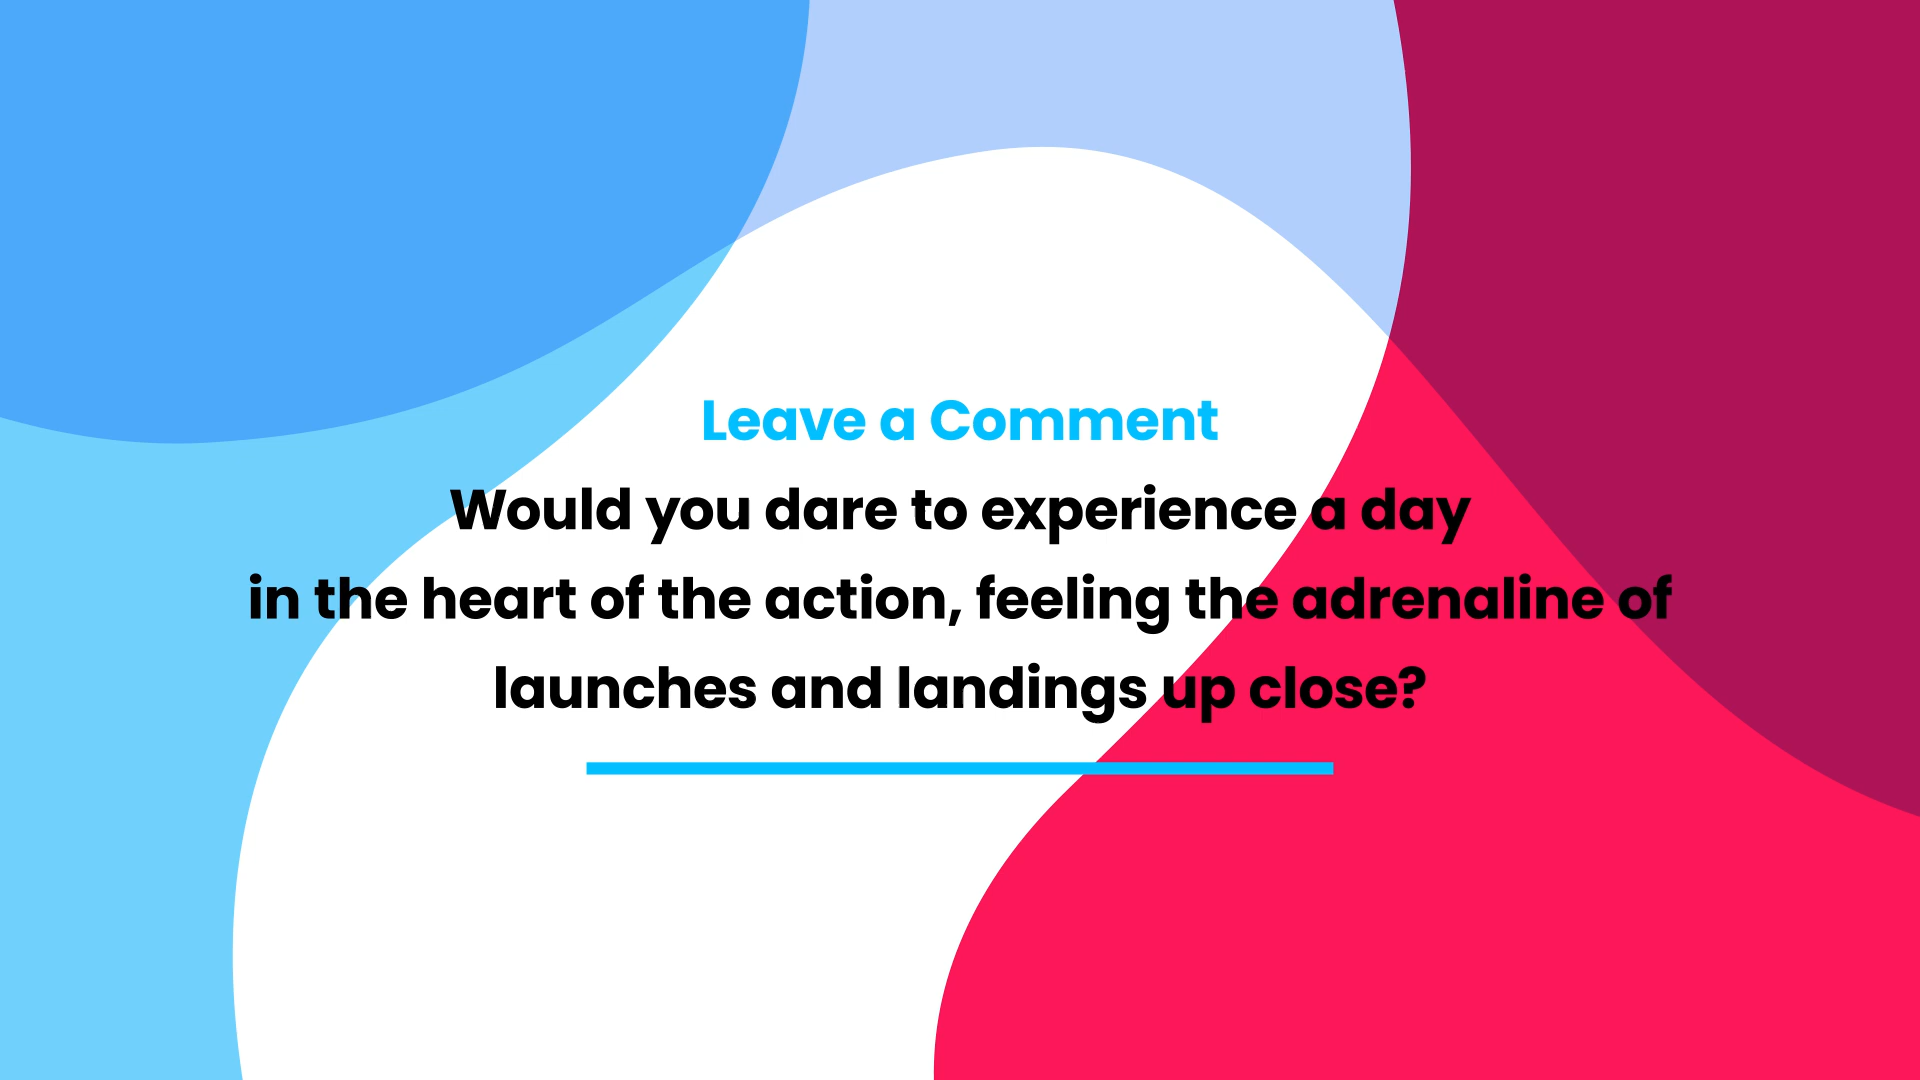 Leave a Comment
Would you dare to experience a day
in the heart of the action, feeling the adrenaline of
launches and landings up close?